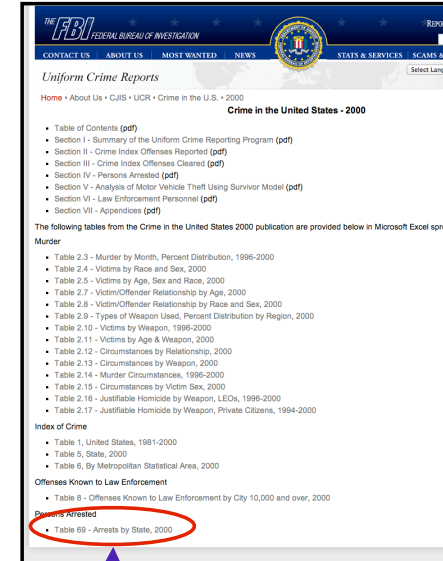 THE FBI FEDERAL BUREAU OF INVESTIGATION
REPO
CONTACT US ABOUT US MOST WANTED NEWS STATS & SERVICES SCAMS &
Uniform Crime Reports
Select Lang
Home • About Us • CJIS • UCR • Crime in the U.S. • 2000
Crime in the United States - 2000
Table of Contents (pdf)
Section I - Summary of the Uniform Crime Reporting Program (pdf)
Section II - Crime Index Offenses Reported (pdf)
Section III - Crime Index Offenses Cleared (pdf)
Section IV - Persons Arrested (pdf)
Section V - Analysis of Motor Vehicle Theft Using Survivor Model (pdf)
Section VI - Law Enforcement Personnel (pdf)
Section VII - Appendices (pdf)
The following tables from the Crime in the United States 2000 publication are provided below in Microsoft Excel spre
Murder
Table 2.3 - Murder by Month, Percent Distribution, 1996-2000
Table 2.4 - Victims by Race and Sex, 2000
Table 2.5 - Victims by Age, Sex and Race, 2000
Table 2.7 - Victim/Offender Relationship by Age, 2000
Table 2.8 - Victim/Offender Relationship by Race and Sex, 2000
Table 2.9 - Types of Weapon Used, Percent Distribution by Region, 2000
Table 2.10 - Victims by Weapon, 1996-2000
Table 2.11 - Victims by Age & Weapon, 2000
Table 2.12 - Circumstances by Relationship, 2000
Table 2.13 - Circumstances by Weapon, 2000
Table 2.14 - Murder Circumstances, 1996-2000
Table 2.15 - Circumstances by Victim Sex, 2000
Table 2.16 - Justifiable Homicide by Weapon, LEOs, 1996-2000
Table 2.17 - Justifiable Homicide by Weapon, Private Citizens, 1994-2000
Index of Crime
Table 1, United States, 1981-2000
Table 5, State, 2000
Table 6, By Metropolitan Statistical Area, 2000
Offenses Known to Law Enforcement
Table 8 - Offenses Known to Law Enforcement by City 10,000 and over, 2000
Persons Arrested
Table 69 - Arrests by State, 2000